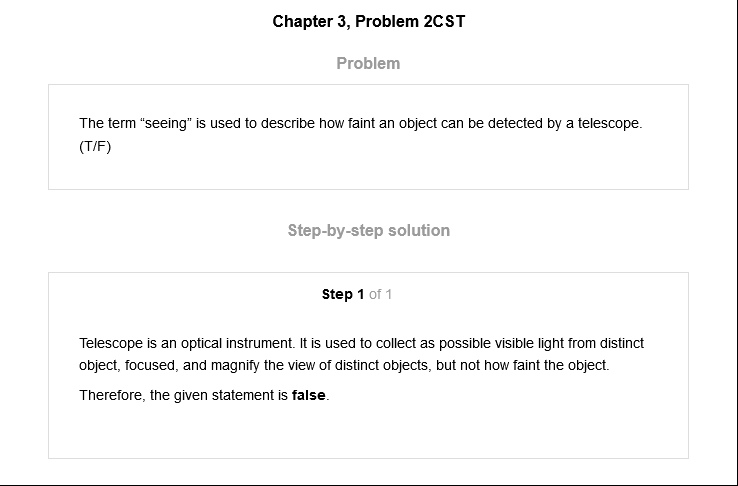 Chapter 3, Problem 2CST
Problem
The term “seeing” is used to describe how faint an object can be detected by a telescope.
(T/F)
Step-by-step solution
Step 1 of 1
Telescope is an optical instrument. It is used to collect as possible visible light from distinct
object, focused, and magnify the view of distinct objects, but not how faint the object.
Therefore, the given statement is false.